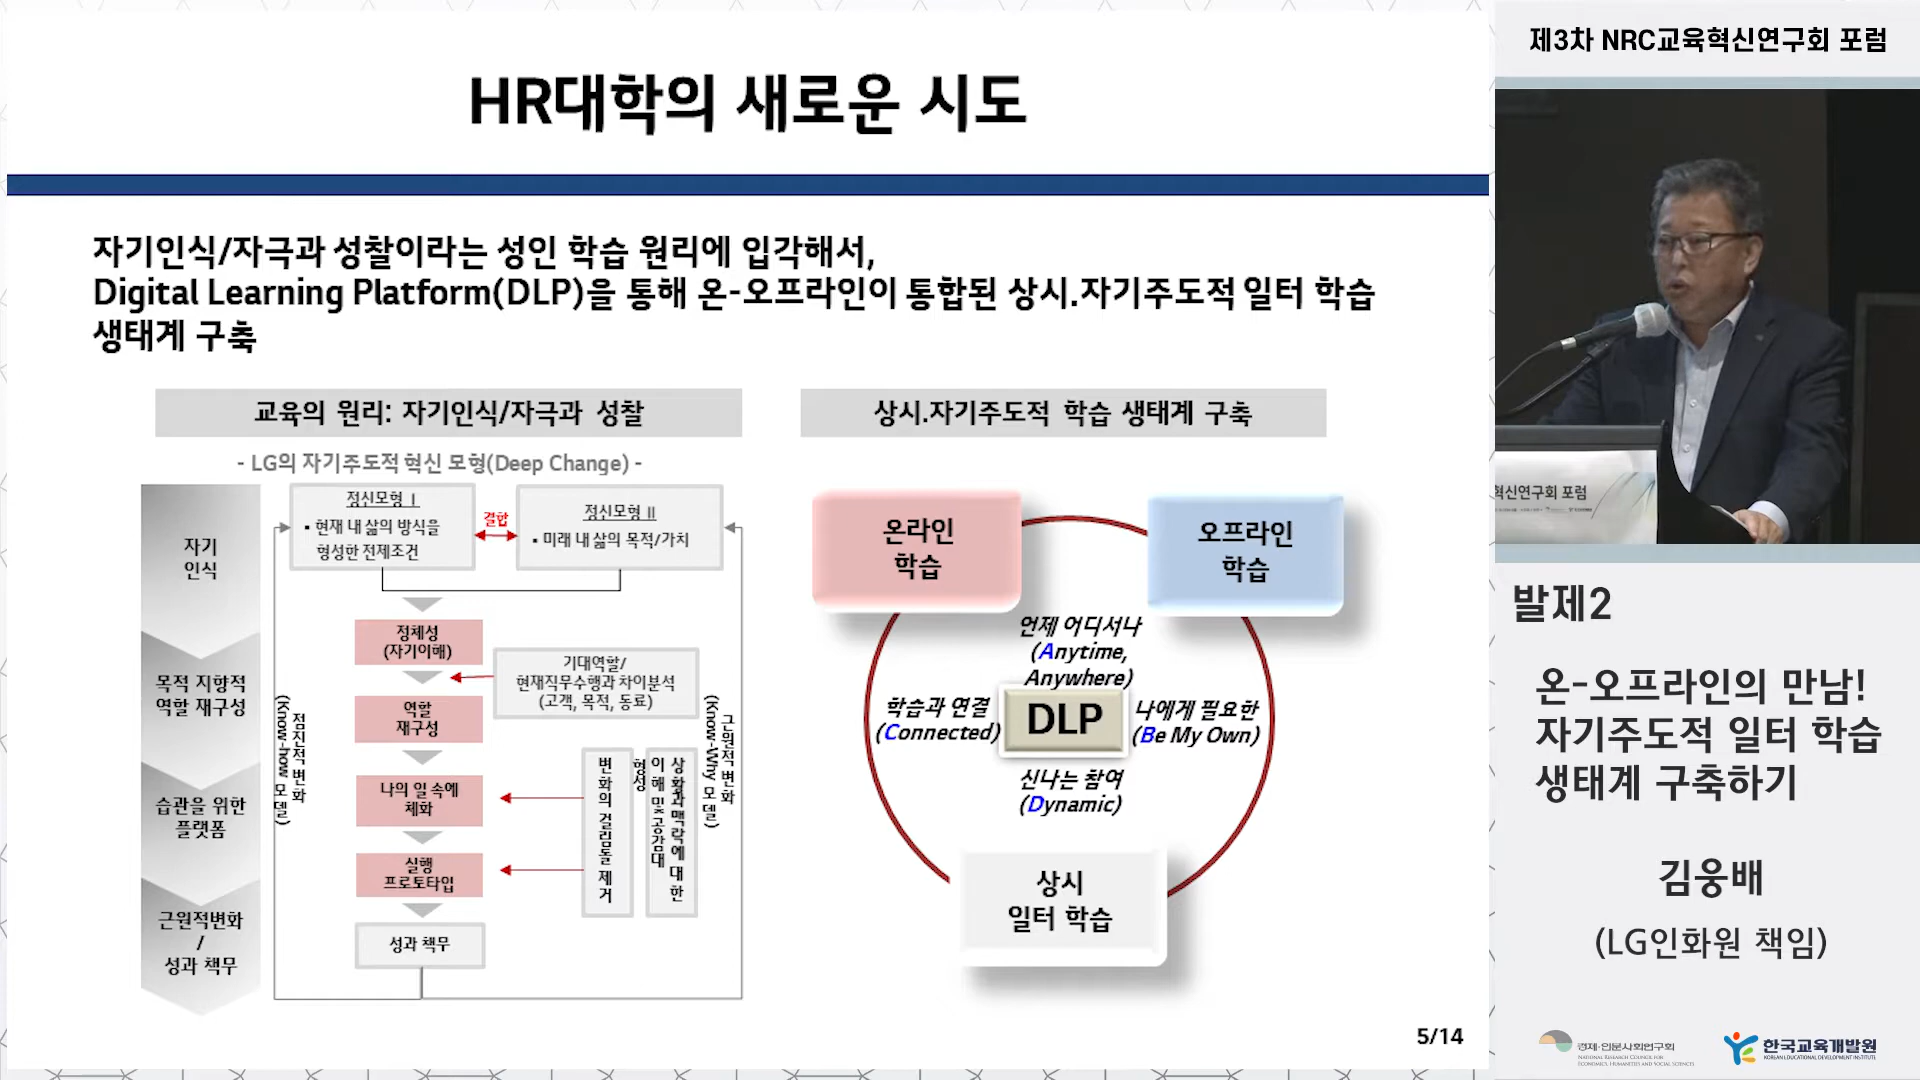 HR대학의 새로운 시도
자기인식/자극과 성찰이라는 성인 학습 원리에 입각해서,
Digital Learning Platform(DLP)을 통해 온-오프라인이 통합된 상시.자기주도적 일터 학습
생태계 구축
교육의 원리: 자기인식/자극과 성찰
- LG의 자기주도적 혁신 모형(Deep Change) -
자기
인식
목적 지향적
역할 재구성
습관을 위한
플랫폼
근원적변화
/
성과 책무
정신모형 I
▪ 현재 내 삶의 방식을
형성한 전제조건
결합
정신모형 II
▪ 미래 내 삶의 목적/가치
정체성
(자기이해)
기대역할/
현재직무수행과 차이분석
(고객, 목적, 동료)
역할
재구성
나의 일 속에
체화
실행
프로토타입
성과 책무
점진적 변화
(Know-how 모델)
변화의 걸림돌 제거
상황과 맥락에 대한
이해 및 공감대
형성
근원적 변화
(Know-Why 모델)
상시.자기주도적 학습 생태계 구축
온라인
학습
오프라인
학습
언제 어디서나
(Anytime,
Anywhere)
학습과 연결
(Connected)
DLP
나에게 필요한
(Be My Own)
신나는 참여
(Dynamic)
상시
일터 학습
5/14
제3차 NRC교육혁신연구회 포럼
혁신연구회 포럼
발제2
온-오프라인의 만남!
자기주도적 일터 학습
생태계 구축하기
김웅배
(LG인화원 책임)
경제·인문사회연구회
NATIONAL RESEARCH COUNCIL FOR
ECONOMICS, HUMANITIES AND SOCIAL SCIENCES
한국교육개발원
KOREAN EDUCATIONAL DEVELOPMENT INSTITUTE